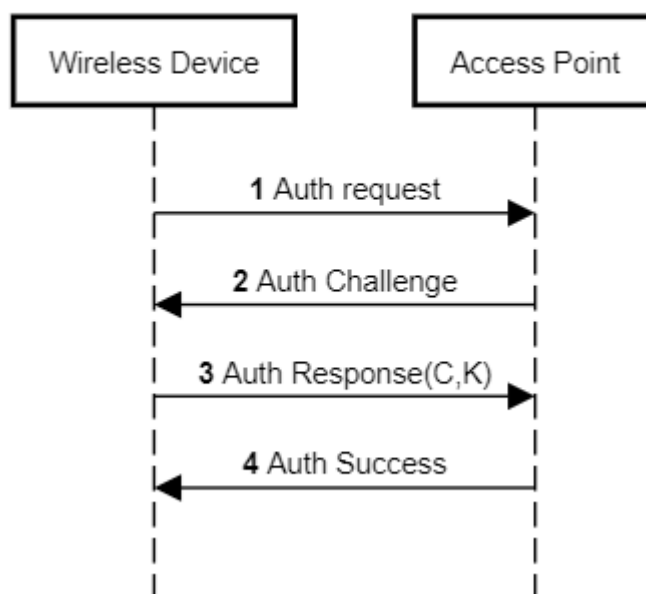 Wireless Device
Access Point
1 Auth request
2 Auth Challenge
3 Auth Response(C,K)
4 Auth Success